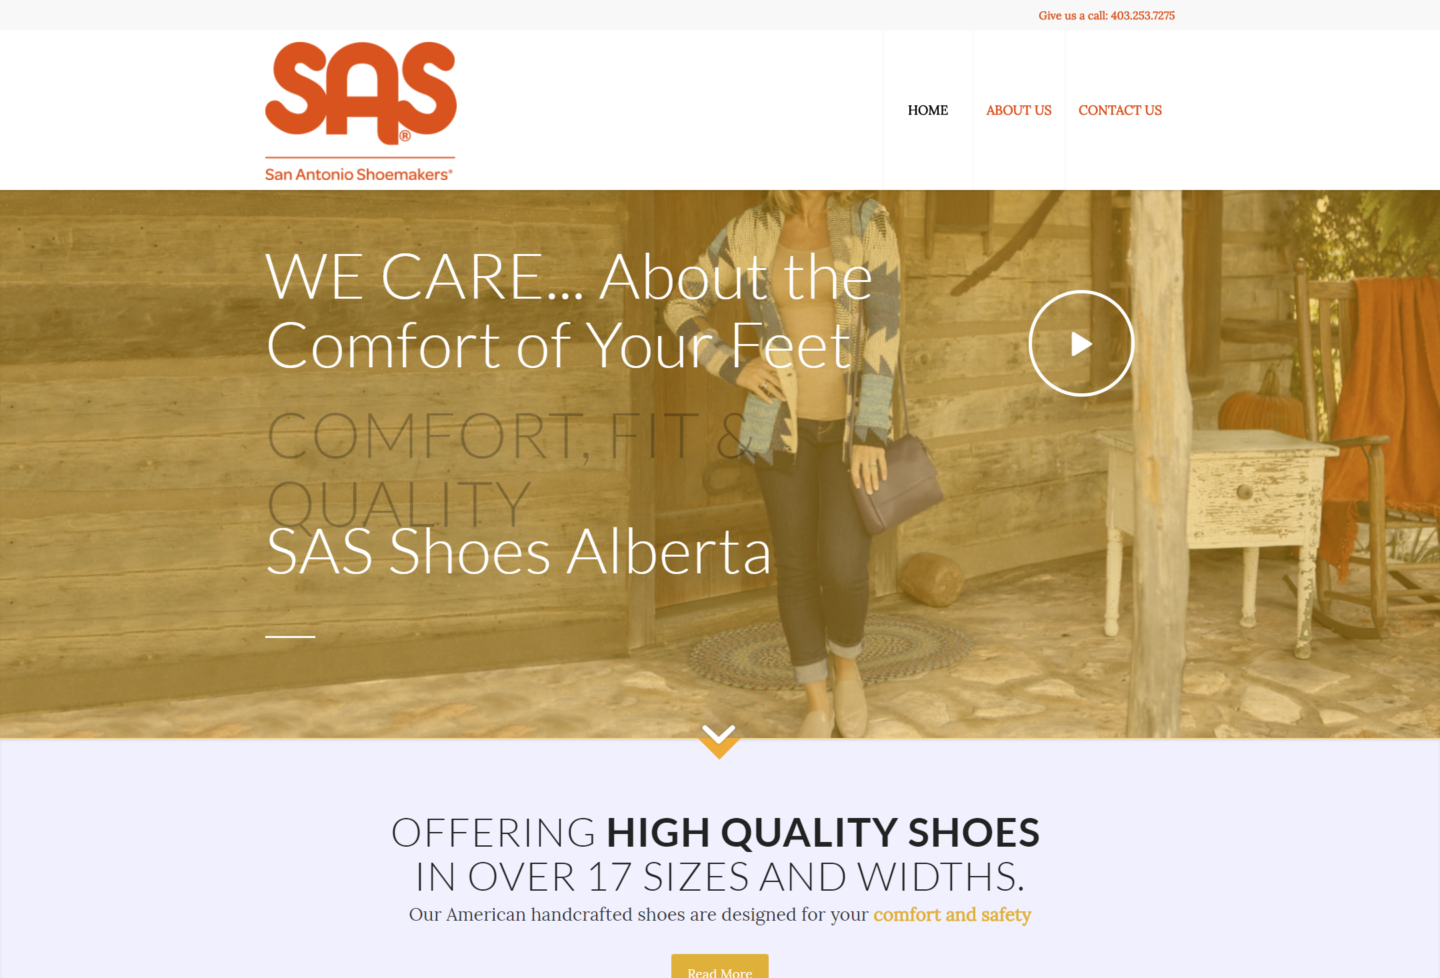 Give us a call: 403.253.7275
SAS®
San Antonio Shoemakers®
HOME
ABOUT US
CONTACT US
WE CARE... About the
Comfort of Your Feet
COMFORT, FIT &
QUALITY
SAS Shoes Alberta
OFFERING HIGH QUALITY SHOES
IN OVER 17 SIZES AND WIDTHS.
Our American handcrafted shoes are designed for your comfort and safety
Read More